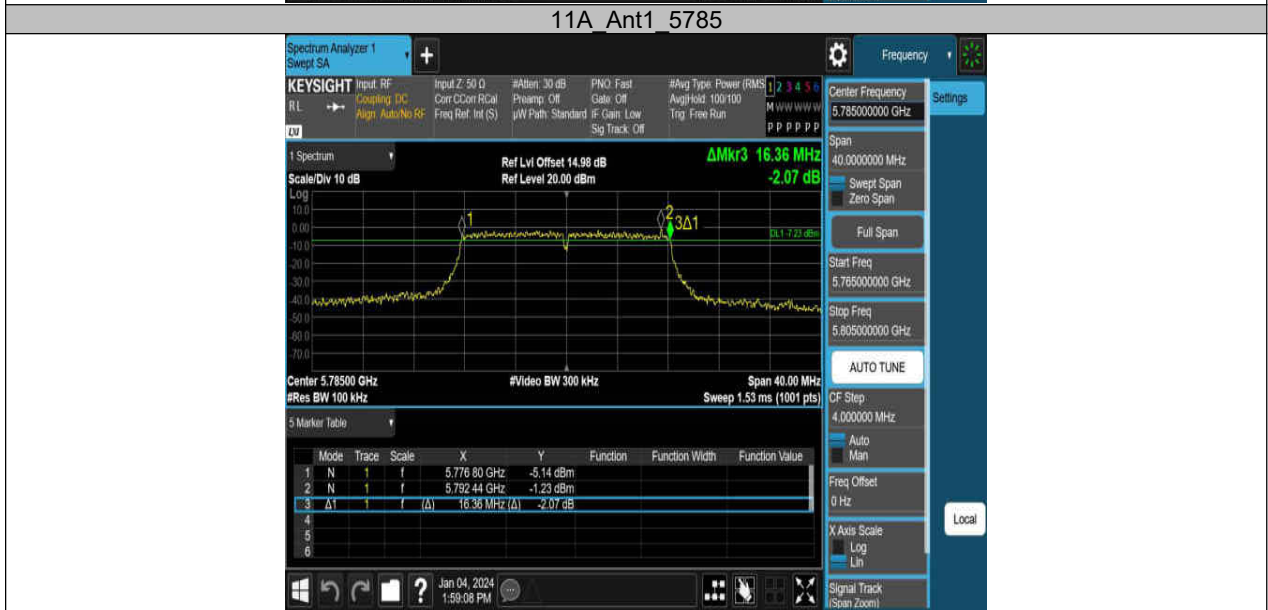 11A_Ant1_5785
Spectrum Analyzer 1
Swept SA
+
Frequency
KEYSIGHT
Input: RF
Coupling: DC
Align: Auto/No RF
RL
LXI
Input Z: 50 Ω
Corr CCorr RCal
Freq Ref: Int (S)
#Atten: 30 dB
Preamp: Off
µW Path: Standard
PNO: Fast
Gate: Off
IF Gain: Low
Sig Track: Off
#Avg Type: Power (RMS
Avg|Hold: 100/100
Trig: Free Run
1 2 3 4 5 6
M W W W W W
P P P P P P
Center Frequency
5.785000000 GHz
Settings
1 Spectrum
Ref Lvl Offset 14.98 dB
ΔMkr3 16.36 MHz
Scale/Div 10 dB
Ref Level 20.00 dBm
-2.07 dB
Span
40.0000000 MHz
Swept Span
Zero Span
Log
10.0
0.00
-10.0
-20.0
-30.0
-40.0
-50.0
-60.0
-70.0
1
2
3Δ1
DL1 -7.23 dBm
Full Span
Start Freq
5.765000000 GHz
Stop Freq
5.805000000 GHz
AUTO TUNE
Center 5.78500 GHz
#Video BW 300 kHz
Span 40.00 MHz
#Res BW 100 kHz
Sweep 1.53 ms (1001 pts)
CF Step
4.000000 MHz
Auto
Man
5 Marker Table
Mode Trace Scale X Y Function Function Width Function Value
1 N 1 f 5.776 80 GHz -5.14 dBm
2 N 1 f 5.792 44 GHz -1.23 dBm
3 Δ1 1 f (Δ) 16.36 MHz (Δ) -2.07 dB
4
5
6
Freq Offset
0 Hz
X Axis Scale
Log
Lin
Local
Signal Track
(Span Zoom)
?
Jan 04, 2024
1:59:08 PM